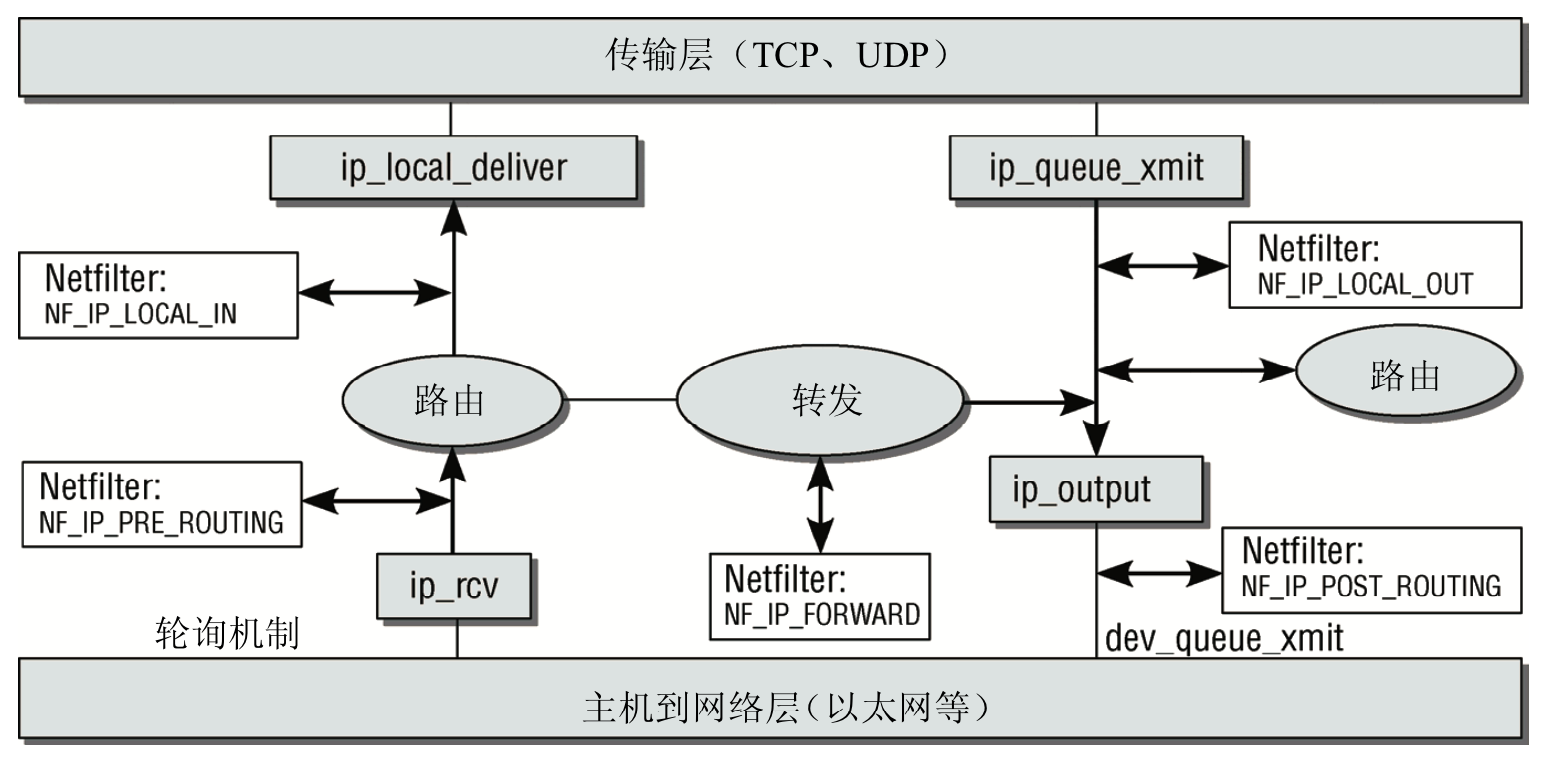 传输层（TCP、UDP）
ip_local_deliver
ip_queue_xmit
Netfilter:
NF_IP_LOCAL_IN
Netfilter:
NF_IP_LOCAL_OUT
路由
转发
路由
Netfilter:
NF_IP_PRE_ROUTING
ip_output
ip_rcv
Netfilter:
NF_IP_FORWARD
Netfilter:
NF_IP_POST_ROUTING
轮询机制
dev_queue_xmit
主机到网络层（以太网等）